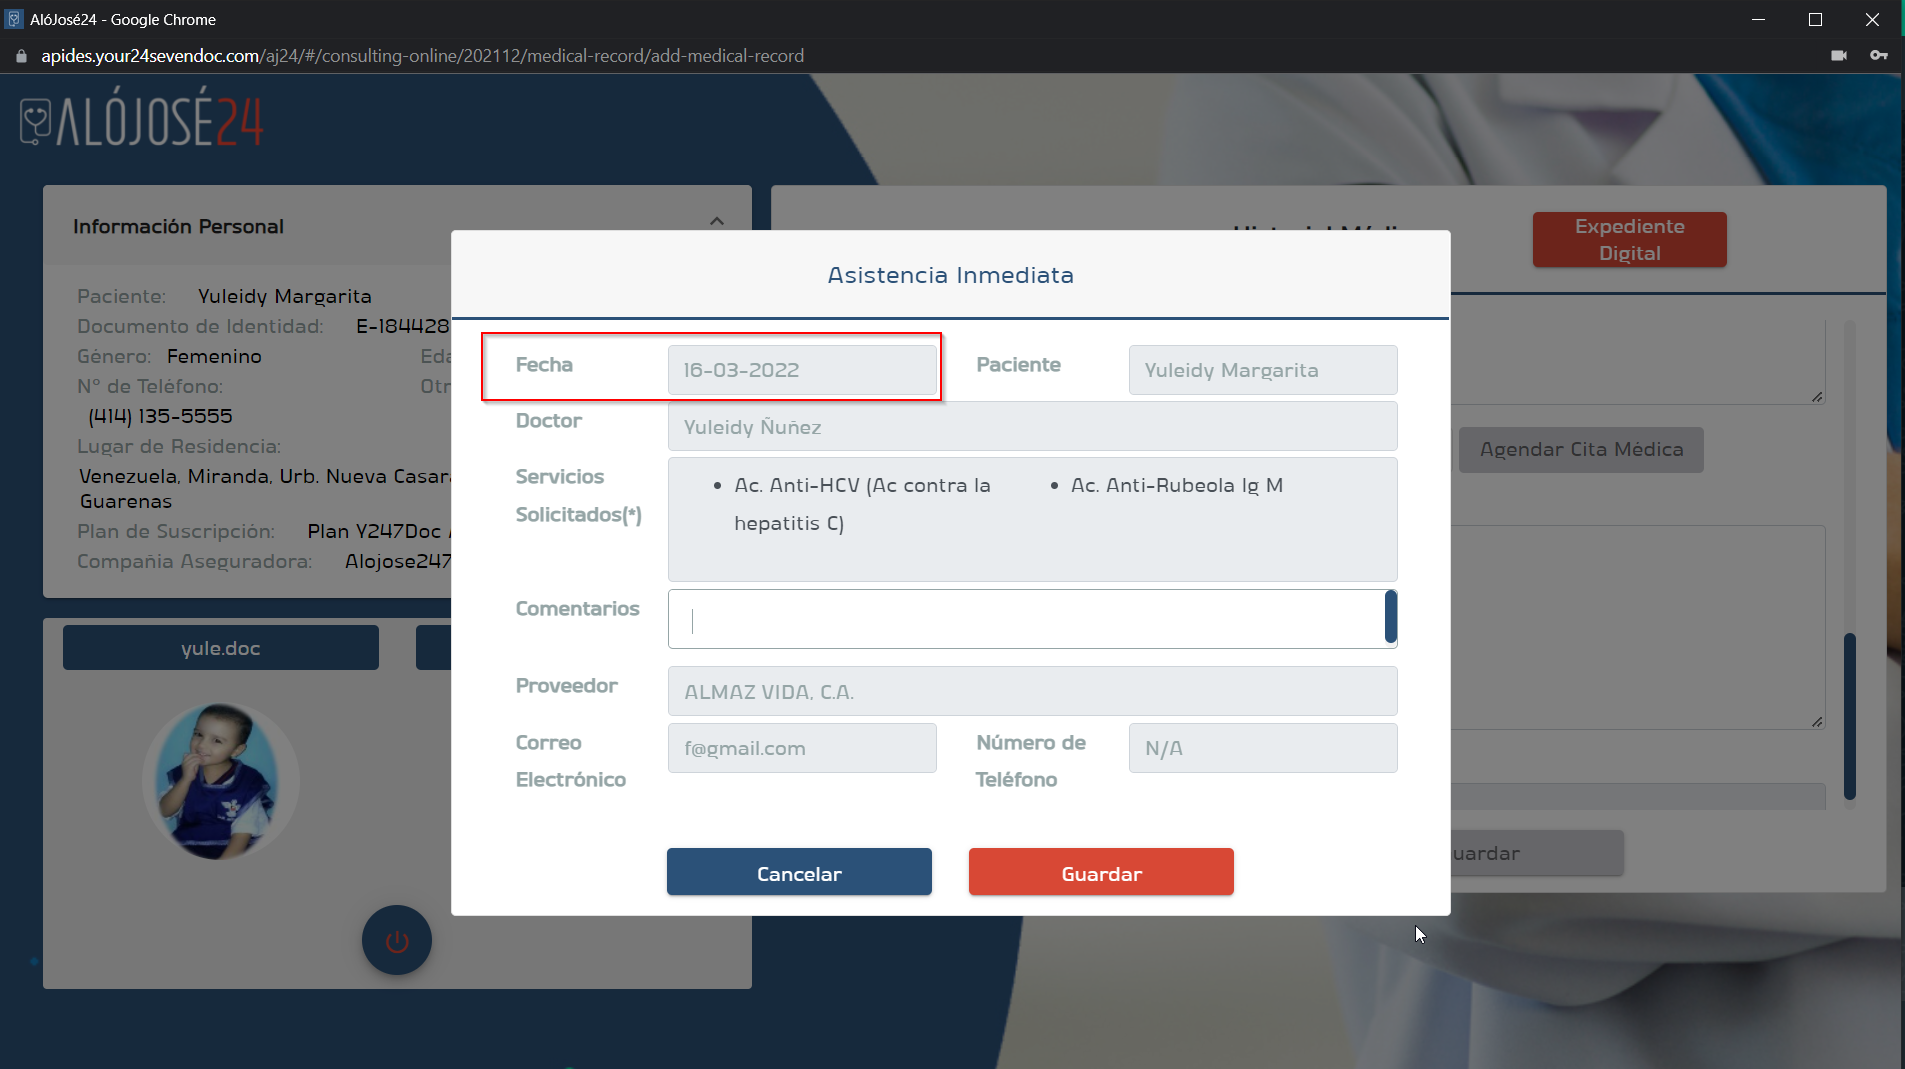 AlóJosé24 - Google Chrome
apides.your24sevendoc.com/aj24/#/consulting-online/202112/medical-record/add-medical-record
ALÓJOSÉ24
Información Personal
Paciente: Yuleidy Margarita
Documento de Identidad: E-184428
Género: Femenino
N° de Teléfono:
(414) 135-5555
Lugar de Residencia:
Venezuela, Miranda, Urb. Nueva
Guarenas
Plan de Suscripción: Plan Y247Doc
Compañia Aseguradora: Alojose247
yule.doc
Expediente
Digital
Agendar Cita Médica
Asistencia Inmediata
Fecha 16-03-2022 Paciente Yuleidy Margarita
Doctor Yuleidy Ñuñez
Servicios
Solicitados(*)
• Ac. Anti-HCV (Ac contra la
hepatitis C)
• Ac. Anti-Rubeola Ig M
Comentarios
Proveedor ALMAZ VIDA, C.A.
Correo
Electrónico
f@gmail.com
Número de
Teléfono
N/A
Cancelar Guardar